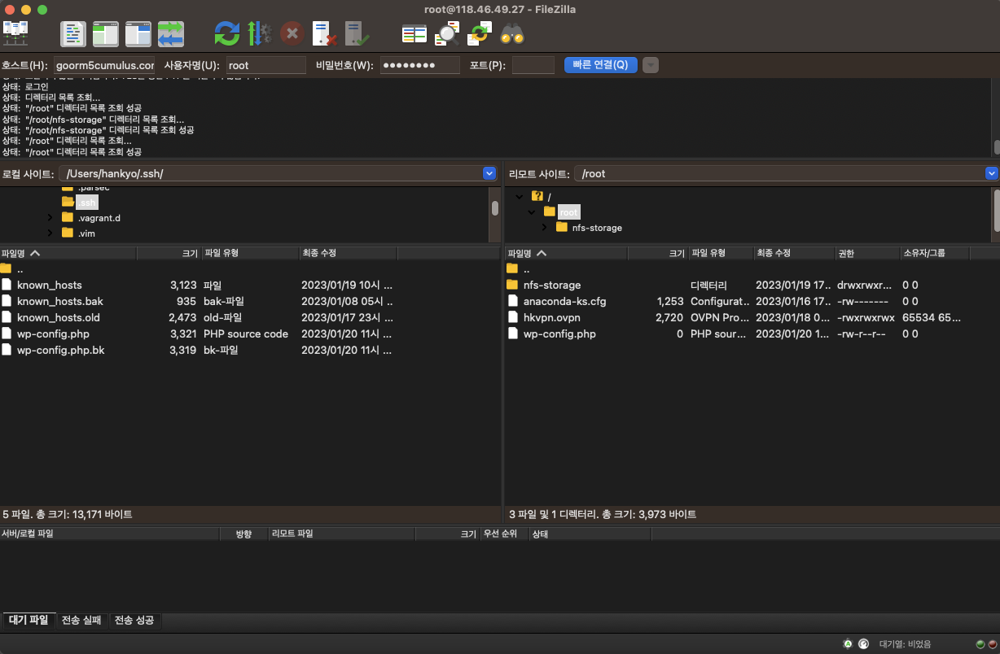 root@118.46.49.27 - FileZilla
호스트(H): goorm5cumulus.cor 사용자명(U): root 비밀번호(W): ●●●●●●●● 포트(P): 빠른 연결(Q)
상태: 로그인
상태: 디렉터리 목록 조회...
상태: "/root" 디렉터리 목록 조회 성공
상태: "/root/nfs-storage" 디렉터리 목록 조회...
상태: "/root/nfs-storage" 디렉터리 목록 조회 성공
상태: "/root" 디렉터리 목록 조회...
상태: "/root" 디렉터리 목록 조회 성공
로컬 사이트: /Users/hankyo/.ssh/
.parsec
.ssh
.vagrant.d
.vim
파일명 크기 파일 유형 최종 수정
..
known_hosts 3,123 파일 2023/01/19 10시 ...
known_hosts.bak 935 bak-파일 2023/01/08 05시 ..
known_hosts.old 2,473 old-파일 2023/01/17 23시 ...
wp-config.php 3,321 PHP source code 2023/01/20 11시 ...
wp-config.php.bk 3,319 bk-파일 2023/01/20 11시 ...
5 파일. 총 크기: 13,171 바이트
리모트 사이트: /root
/
root
nfs-storage
파일명 크기 파일 유형 최종 수정 권한 소유자/그룹
..
nfs-storage 디렉터리 2023/01/19 17.. drwxrwxr... 0 0
anaconda-ks.cfg 1,253 Configurat.. 2023/01/16 17... -rw------- 0 0
hkvpn.ovpn 2,720 OVPN Pro... 2023/01/18 0... -rwxrwxrwx 65534 65...
wp-config.php 0 PHP sour... 2023/01/20 1... -rw-r--r-- 0 0
3 파일 및 1 디렉터리. 총 크기: 3,973 바이트
서버/로컬 파일 방향 리모트 파일 크기 우선 순위 상태
대기 파일 전송 실패 전송 성공
대기열: 비었음